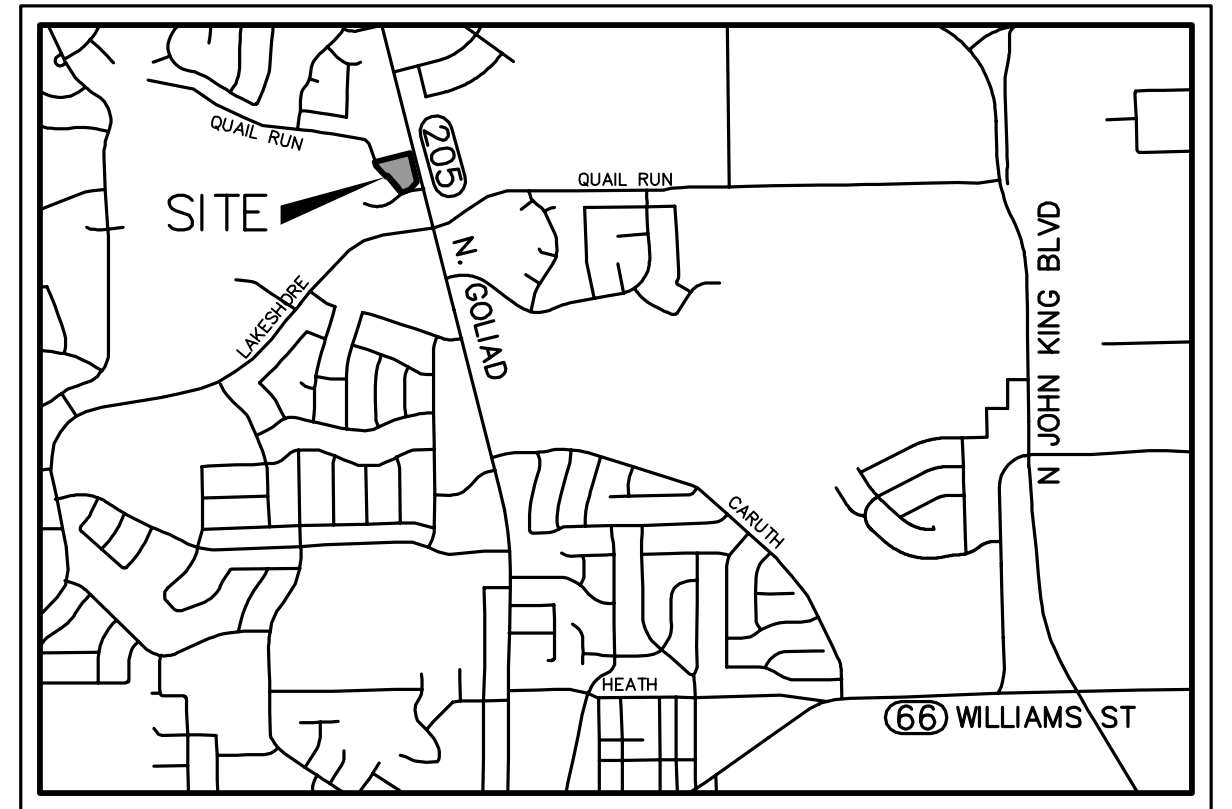 QUAIL RUN
205
QUAIL RUN
SITE
N. GOLIAD
N JOHN KING BLVD
LAKESHORE
CARUTH
HEATH
66 WILLIAMS ST